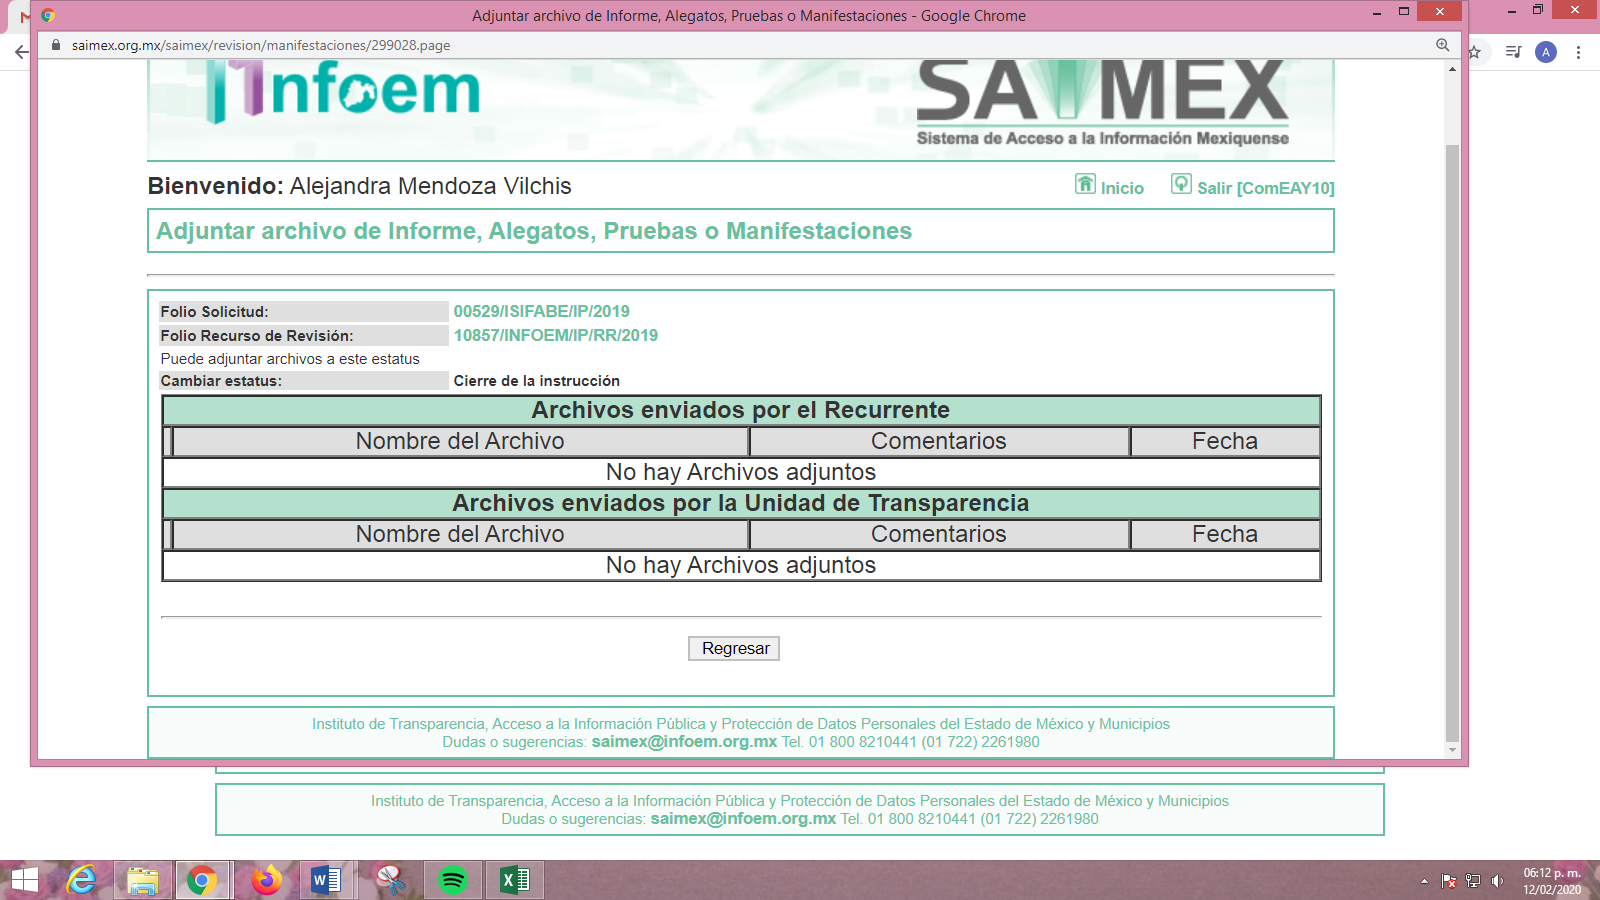 Adjuntar archivo de Informe, Alegatos, Pruebas o Manifestaciones - Google Chrome
saimex.org.mx/saimex/revision/manifestaciones/299028.page
A
infoem
SAIMEX
Sistema de Acceso a la Información Mexiquense
Bienvenido: Alejandra Mendoza Vilchis
Inicio
Salir [ComEAY10]
Adjuntar archivo de Informe, Alegatos, Pruebas o Manifestaciones
Folio Solicitud: 00529/ISIFABE/IP/2019
Folio Recurso de Revisión: 10857/INFOEM/IP/RR/2019
Puede adjuntar archivos a este estatus
Cambiar estatus: Cierre de la instrucción
Archivos enviados por el Recurrente
Nombre del Archivo Comentarios Fecha
No hay Archivos adjuntos
Archivos enviados por la Unidad de Transparencia
Nombre del Archivo Comentarios Fecha
No hay Archivos adjuntos
Regresar
Instituto de Transparencia, Acceso a la Información Pública y Protección de Datos Personales del Estado de México y Municipios
Dudas o sugerencias: saimex@infoem.org.mx Tel. 01 800 8210441 (01 722) 2261980
Instituto de Transparencia, Acceso a la Información Pública y Protección de Datos Personales del Estado de México y Municipios
Dudas o sugerencias: saimex@infoem.org.mx Tel. 01 800 8210441 (01 722) 2261980
06:12 p. m.
12/02/2020